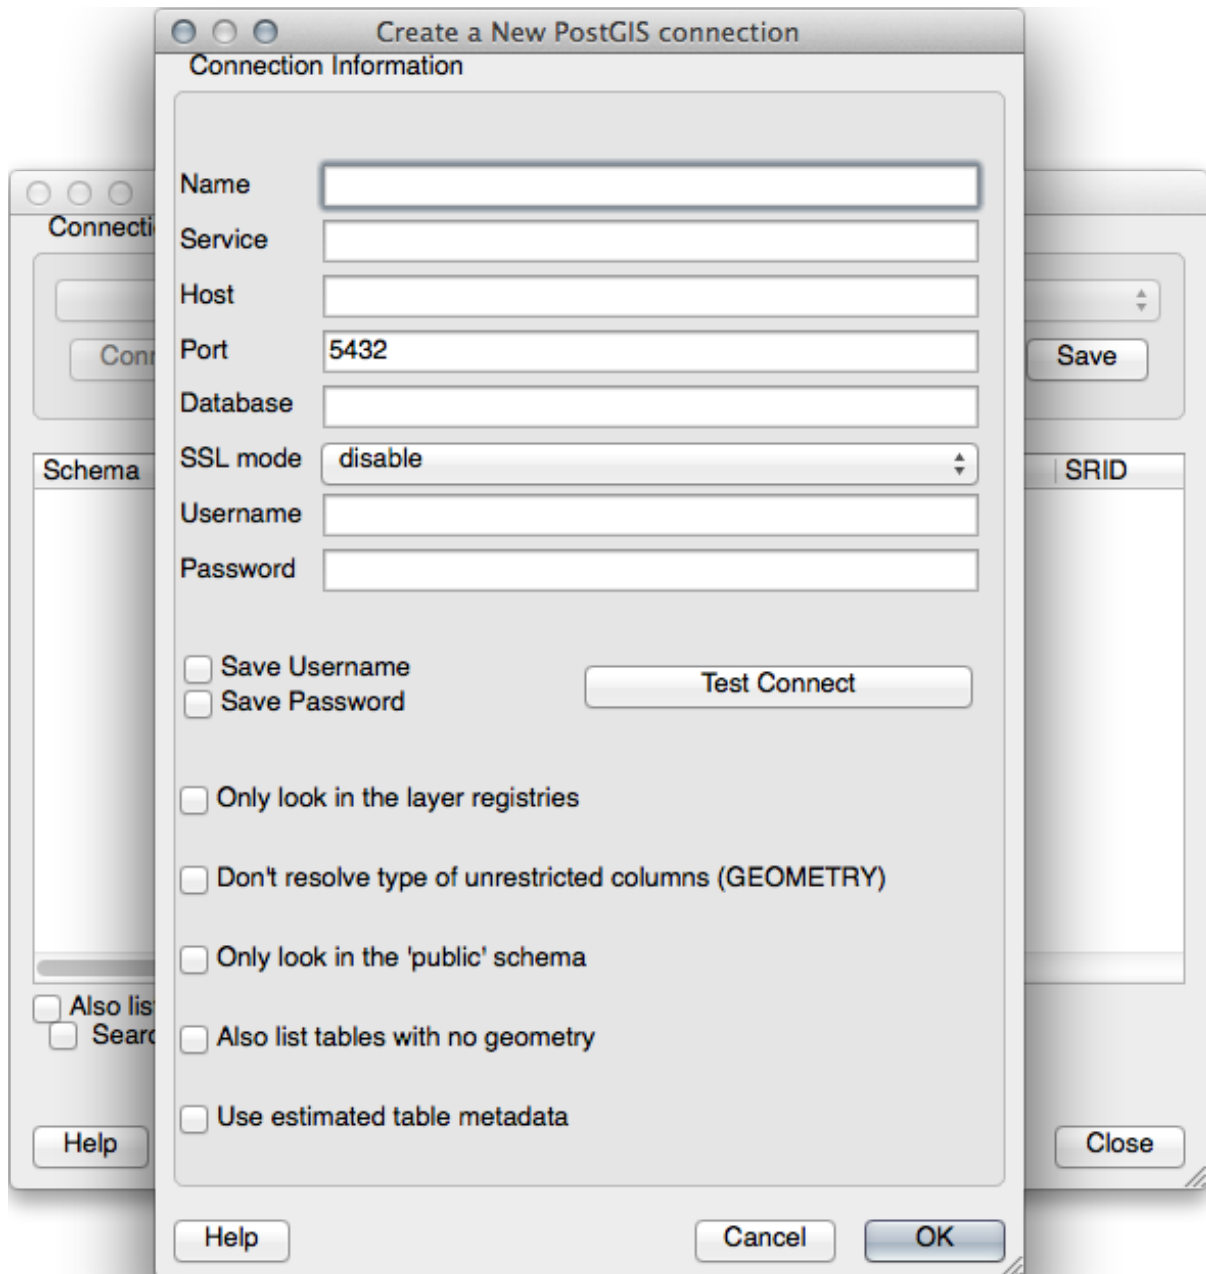 Create a New PostGIS connection
Connection Information
Name
Service
Host
Port 5432
Database
SSL mode disable
Username
Password
Save Username
Save Password
Test Connect
Only look in the layer registries
Don't resolve type of unrestricted columns (GEOMETRY)
Only look in the 'public' schema
Also list tables with no geometry
Use estimated table metadata
Help Cancel OK
Save
Schema SRID
Also
Help Close